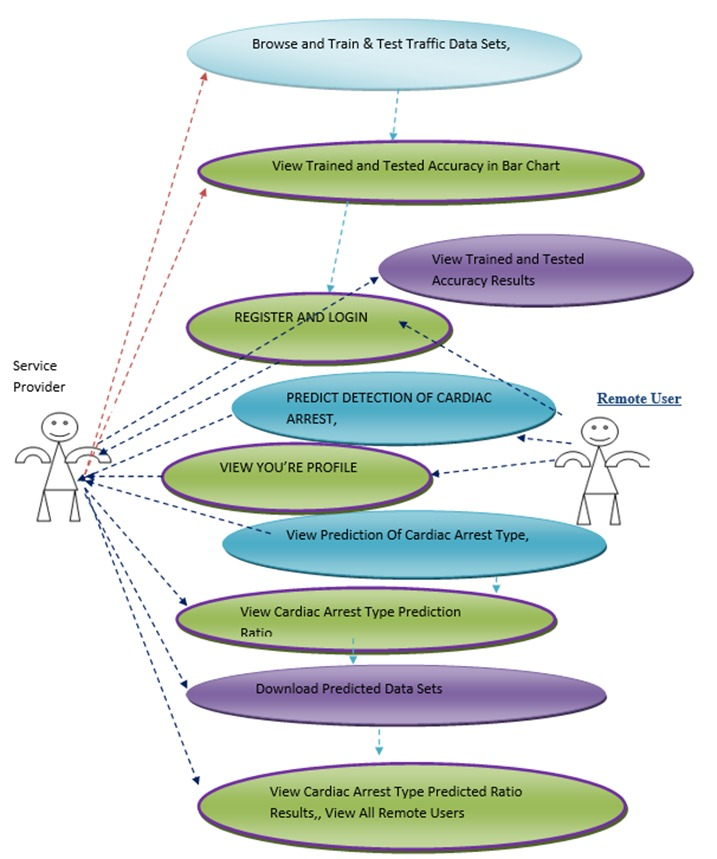 Browse and Train & Test Traffic Data Sets,
View Trained and Tested Accuracy in Bar Chart
View Trained and Tested
Accuracy Results
REGISTER AND LOGIN
Service
Provider
PREDICT DETECTION OF CARDIAC
ARREST,
Remote User
VIEW YOU'RE PROFILE
View Prediction Of Cardiac Arrest Type,
View Cardiac Arrest Type Prediction
Ratio
Download Predicted Data Sets
View Cardiac Arrest Type Predicted Ratio
Results,, View All Remote Users